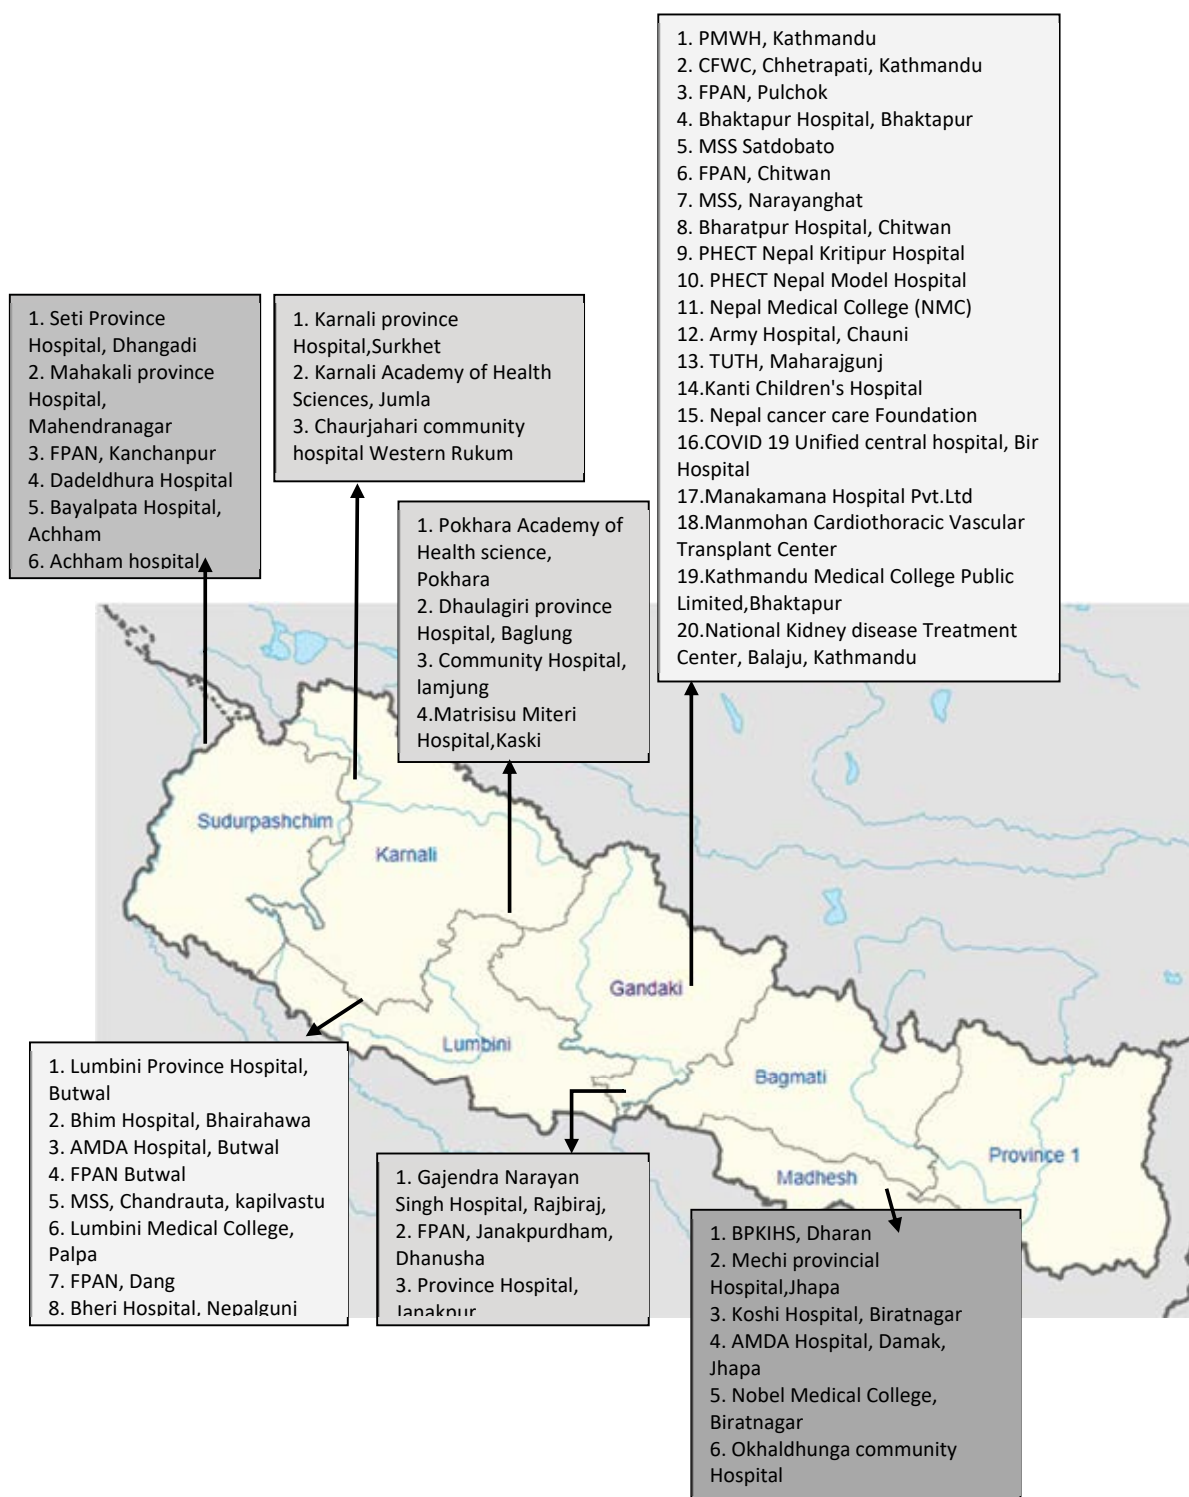 1. PMWH, Kathmandu
2. CFWC, Chhetrapati, Kathmandu
3. FPAN, Pulchok
4. Bhaktapur Hospital, Bhaktapur
5. MSS Satdobato
6. FPAN, Chitwan
7. MSS, Narayanghat
8. Bharatpur Hospital, Chitwan
9. PHECT Nepal Kritipur Hospital
10. PHECT Nepal Model Hospital
11. Nepal Medical College (NMC)
12. Army Hospital, Chauni
13. TUTH, Maharajgunj
14.Kanti Children's Hospital
15. Nepal cancer care Foundation
16.COVID 19 Unified central hospital, Bir
Hospital
17.Manakamana Hospital Pvt.Ltd
18.Manmohan Cardiothoracic Vascular
Transplant Center
19.Kathmandu Medical College Public
Limited,Bhaktapur
20.National Kidney disease Treatment
Center, Balaju, Kathmandu
1. Seti Province
Hospital, Dhangadi
2. Mahakali province
Hospital,
Mahendranagar
3. FPAN, Kanchanpur
4. Dadeldhura Hospital
5. Bayalpata Hospital,
Achham
6. Achham hospital
1. Karnali province
Hospital,Surkhet
2. Karnali Academy of Health
Sciences, Jumla
3. Chaurjahari community
hospital Western Rukum
1. Pokhara Academy of
Health science,
Pokhara
2. Dhaulagiri province
Hospital, Baglung
3. Community Hospital,
lamjung
4.Matrisisu Miteri
Hospital,Kaski
Sudurpashchim
Karnali
Gandaki
Lumbini
Bagmati
Madhesh
Province 1
1. Lumbini Province Hospital,
Butwal
2. Bhim Hospital, Bhairahawa
3. AMDA Hospital, Butwal
4. FPAN Butwal
5. MSS, Chandrauta, kapilvastu
6. Lumbini Medical College,
Palpa
7. FPAN, Dang
8. Bheri Hospital, Nepalgunj
1. Gajendra Narayan
Singh Hospital, Rajbiraj,
2. FPAN, Janakpurdham,
Dhanusha
3. Province Hospital,
Janakpur
1. BPKIHS, Dharan
2. Mechi provincial
Hospital,Jhapa
3. Koshi Hospital, Biratnagar
4. AMDA Hospital, Damak,
Jhapa
5. Nobel Medical College,
Biratnagar
6. Okhaldhunga community
Hospital